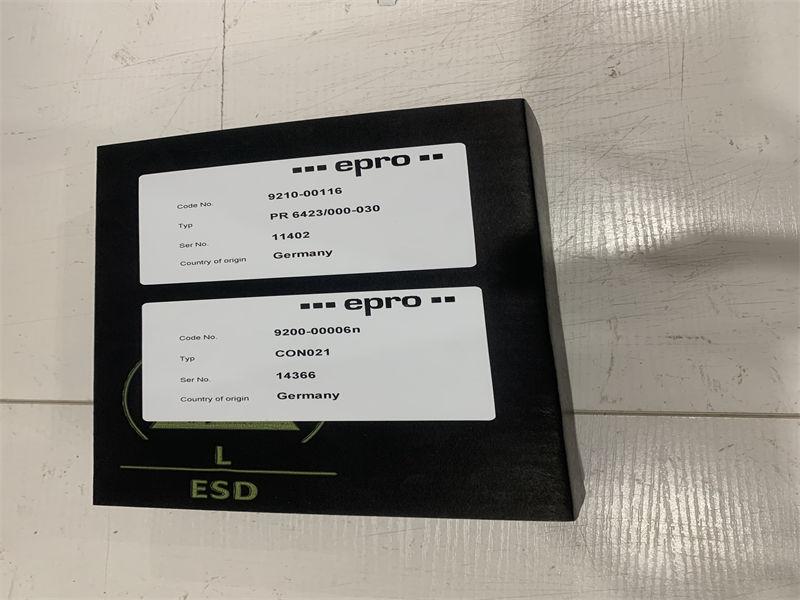 epro
Code No. 9210-00116
Typ PR 6423/000-030
Ser No. 11402
Country of origin Germany
epro
Code No. 9200-00006n
Typ CON021
Ser No. 14366
Country of origin Germany
L
ESD